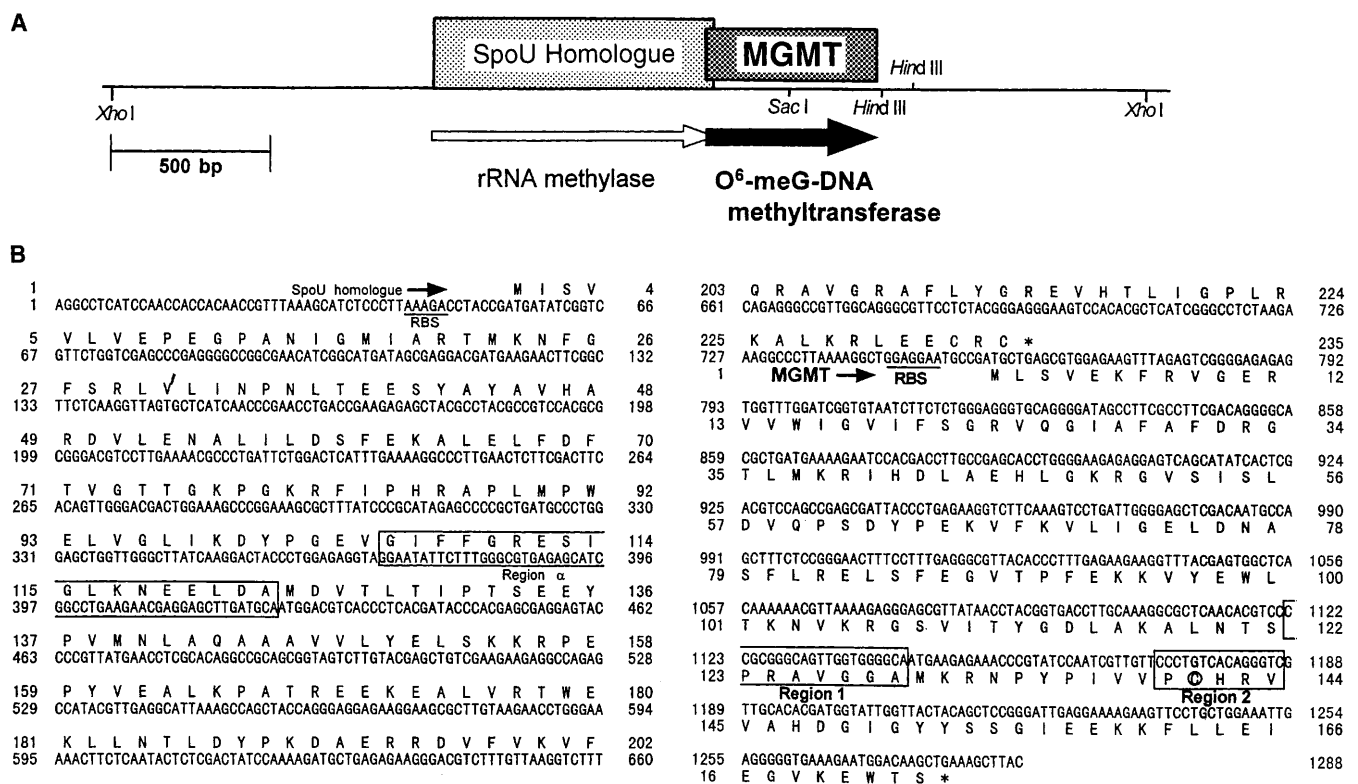 A
SpoU Homologue
MGMT
Hind III
Xho I
Sac I
Hind III
Xho I
500 bp
rRNA methylase
O6-meG-DNA
methyltransferase
B
1 SpoU homologue M I S V 4
1 AGGCCTCATCCAACCACCACAACCGTTTAAAGCATCTCCCTTAAAGACCTACCGATGATATCGGTC 66
RBS
5 V L V E P E G P A N I G M I A R T M K N F G 26
67 GTTCTGGTCGAGCCCGAGGGGCCGGCGAACATCGGCATGATAGCGAGGACGATGAAGAACTTCGGC 132
27 F S R L V L I N P N L T E E S Y A Y A V H A 48
133 TTCTCAAGGTTAGTGCTCATCAACCCGAACCTGACCGAAGAGAGCTACGCCTACGCCGTCCACGCG 198
49 R D V L E N A L I L D S F E K A L E L F D F 70
199 CGGGACGTCCTTGAAAACGCCCTGATTCTGGACTCATTTGAAAAGGCCCTTGAACTCTTCGACTTC 264
71 T V G T T G K P G K R F I P H R A P L M P W 92
265 ACAGTTGGGACGACTGGAAAGCCCGGAAAGCGCTTTATCCCGCATAGAGCCCCGCTGATGCCCTGG 330
93 E L V G L I K D Y P G E V G I F F G R E S I 114
331 GAGCTGGTTGGGCTTATCAAGGACTACCCTGGAGAGGTAGGAATATTCTTTGGGCGTGAGAGCATC 396
Region α
115 G L K N E E L D A M D V T L T I P T S E E Y 136
397 GGCCTGAAGAACGAGGAGCTTGATGCAATGGACGTCACCCTCACGATACCCACGAGCGAGGAGTAC 462
137 P V M N L A Q A A A V V L Y E L S K K R P E 158
463 CCCGTTATGAACCTCGCACAGGCCGCAGCGGTAGTCTTGTACGAGCTGTCGAAGAAGAGGCCAGAG 528
159 P Y V E A L K P A T R E E K E A L V R T W E 180
529 CCATACGTTGAGGCATTAAAGCCAGCTACCAGGGAGGAGAAGGAAGCGCTTGTAAGAACCTGGGAA 594
181 K L L N T L D Y P K D A E R R D V F V K V F 202
595 AAACTTCTCAATACTCTCGACTATCCAAAAGATGCTGAGAGAAGGGACGTCTTTGTTAAGGTCTTT 660
203 Q R A V G R A F L Y G R E V H T L I G P L R 224
661 CAGAGGGCCGTTGGCAGGGCGTTCCTCTACGGGAGGGAAGTCCACACGCTCATCGGGCCTCTAAGA 726
225 K A L K R L E E C R C * 235
727 AAGGCCCTTAAAAGGCTGGAGGAATGCCGATGCTGAGCGTGGAGAAGTTTAGAGTCGGGGAGAGAG 792
1 MGMT RBS M L S V E K F R V G E R 12
793 TGGTTTGGATCGGTGTAATCTTCTCTGGGAGGGTGCAGGGGATAGCCTTCGCCTTCGACAGGGGCA 858
13 V V W I G V I F S G R V Q G I A F A F D R G 34
859 CGCTGATGAAAAGAATCCACGACCTTGCCGAGCACCTGGGGAAGAGAGGAGTCAGCATATCACTCG 924
35 T L M K R I H D L A E H L G K R G V S I S L 56
925 ACGTCCAGCCGAGCGATTACCCTGAGAAGGTCTTCAAAGTCCTGATTGGGGAGCTCGACAATGCCA 990
57 D V Q P S D Y P E K V F K V L I G E L D N A 78
991 GCTTTCTCCGGGAACTTTCCTTTGAGGGCGTTACACCCTTTGAGAAGAAGGTTTACGAGTGGCTCA 1056
79 S F L R E L S F E G V T P F E K K V Y E W L 100
1057 CAAAAAACGTTAAAAGAGGGAGCGTTATAACCTACGGTGACCTTGCAAAGGCGCTCAACACGTCCC 1122
101 T K N V K R G S V I T Y G D L A K A L N T S 122
1123 CGCGGGCAGTTGGTGGGGCAATGAAGAGAAACCCGTATCCAATCGTTGTTCCCTGTCACAGGGTCG 1188
123 P R A V G G A M K R N P Y P I V V P C H R V 144
Region 1 Region 2
1189 TTGCACACGATGGTATTGGTTACTACAGCTCCGGGATTGAGGAAAAGAAGTTCCTGCTGGAAATTG 1254
145 V A H D G I G Y Y S S G I E E K K F L L E I 166
1255 AGGGGGTGAAAGAATGGACAAGCTGAAAGCTTAC 1288
16 E G V K E W T S *